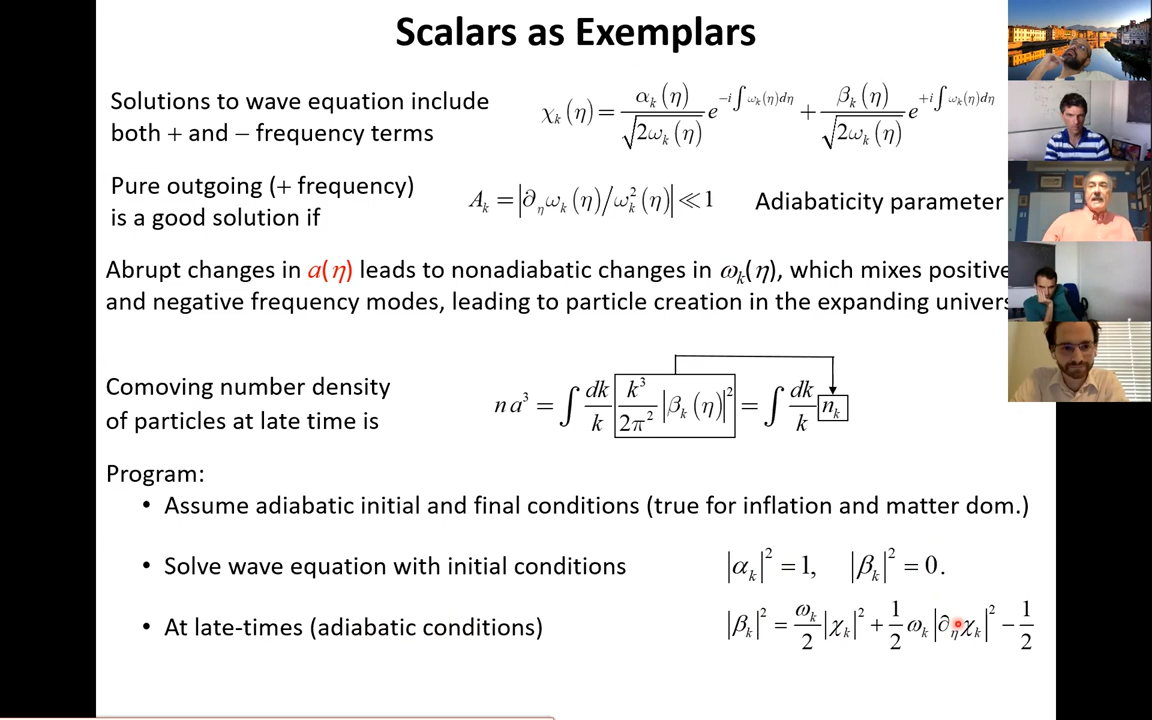 Scalars as Exemplars
Solutions to wave equation include
both + and − frequency terms
χₖ(η) = αₖ(η)/√(2ωₖ(η)) e^(−i∫ωₖ(η)dη) + βₖ(η)/√(2ωₖ(η)) e^(+i∫ωₖ(η)dη)
Pure outgoing (+ frequency)
is a good solution if
Aₖ = |∂_η ωₖ(η)/ωₖ²(η)| ≪ 1 Adiabaticity parameter
Abrupt changes in a(η) leads to nonadiabatic changes in ωₖ(η), which mixes positive
and negative frequency modes, leading to particle creation in the expanding univers
Comoving number density
of particles at late time is
n a³ = ∫ dk/k k³/2π² |βₖ(η)|² = ∫ dk/k nₖ
Program:
• Assume adiabatic initial and final conditions (true for inflation and matter dom.)
• Solve wave equation with initial conditions |αₖ|² = 1, |βₖ|² = 0.
• At late-times (adiabatic conditions) |βₖ|² = ωₖ/2 |χₖ|² + 1/2 ωₖ |∂_η χₖ|² − 1/2